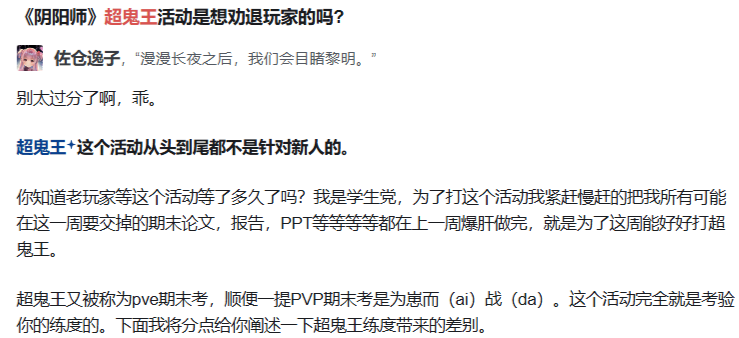 《阴阳师》超鬼王活动是想劝退玩家的吗？
佐仓逸子，“漫漫长夜之后，我们会目睹黎明。”
别太过分了啊，乖。
超鬼王这个活动从头到尾都不是针对新人的。
你知道老玩家等这个活动等了多久了吗？我是学生党，为了打这个活动我紧赶慢赶的把我所有可能
在这一周要交掉的期末论文，报告，PPT等等等等都在上一周爆肝做完，就是为了这周能好好打超
鬼王。
超鬼王又被称为pve期末考，顺便一提PVP期末考是为崽而（ai）战（da）。这个活动完全就是考验
你的练度的。下面我将分点给你阐述一下超鬼王练度带来的差别。